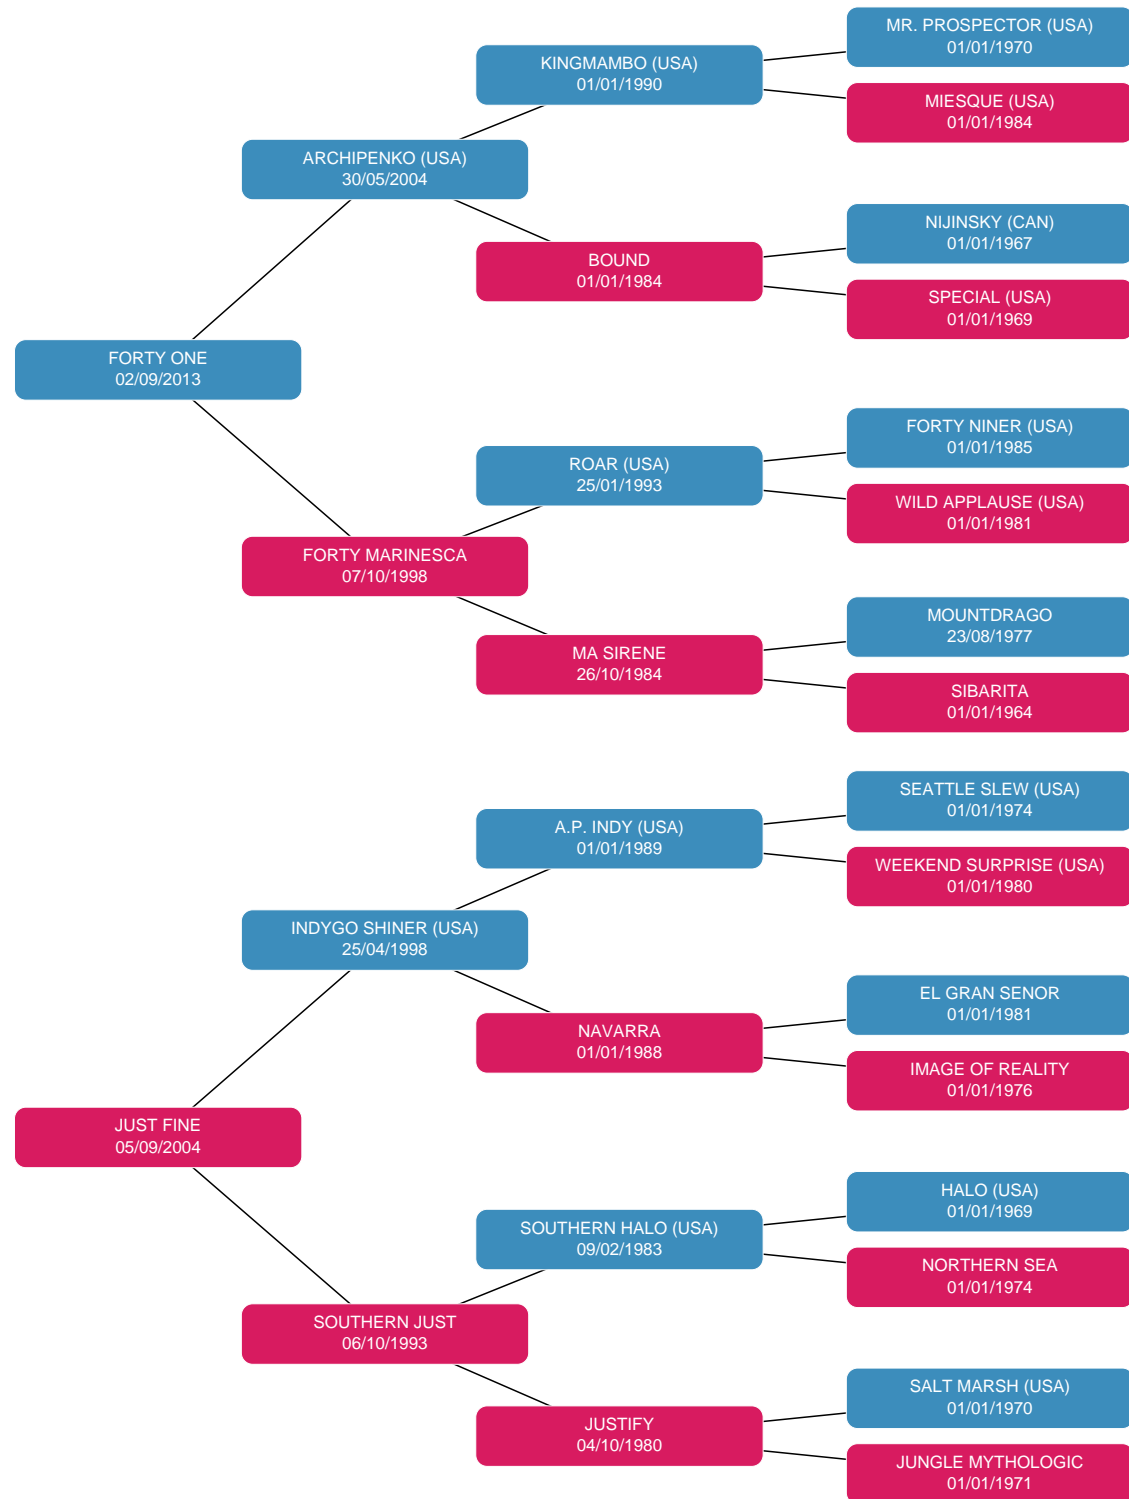 MR. PROSPECTOR (USA)
01/01/1970
KINGMAMBO (USA)
01/01/1990
MIESQUE (USA)
01/01/1984
ARCHIPENKO (USA)
30/05/2004
NIJINSKY (CAN)
01/01/1967
BOUND
01/01/1984
SPECIAL (USA)
01/01/1969
FORTY ONE
02/09/2013
FORTY NINER (USA)
01/01/1985
ROAR (USA)
25/01/1993
WILD APPLAUSE (USA)
01/01/1981
FORTY MARINESCA
07/10/1998
MOUNTDRAGO
23/08/1977
MA SIRENE
26/10/1984
SIBARITA
01/01/1964
SEATTLE SLEW (USA)
01/01/1974
A.P. INDY (USA)
01/01/1989
WEEKEND SURPRISE (USA)
01/01/1980
INDYGO SHINER (USA)
25/04/1998
EL GRAN SENOR
01/01/1981
NAVARRA
01/01/1988
IMAGE OF REALITY
01/01/1976
JUST FINE
05/09/2004
HALO (USA)
01/01/1969
SOUTHERN HALO (USA)
09/02/1983
NORTHERN SEA
01/01/1974
SOUTHERN JUST
06/10/1993
SALT MARSH (USA)
01/01/1970
JUSTIFY
04/10/1980
JUNGLE MYTHOLOGIC
01/01/1971